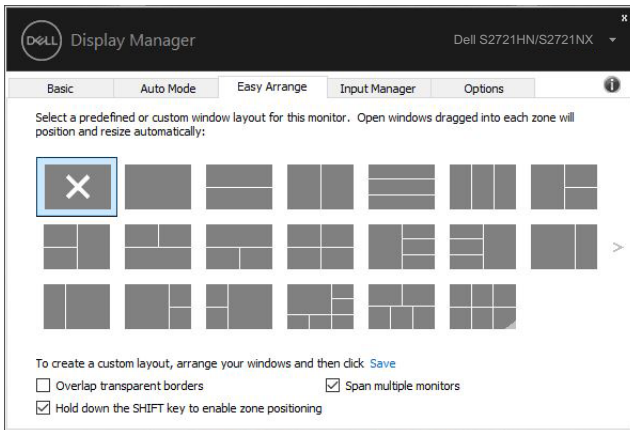 x
DELL Display Manager
Dell S2721HN/S2721NX
Basic Auto Mode Easy Arrange Input Manager Options
Select a predefined or custom window layout for this monitor. Open windows dragged into each zone will
position and resize automatically:
To create a custom layout, arrange your windows and then click Save
Overlap transparent borders
Span multiple monitors
Hold down the SHIFT key to enable zone positioning